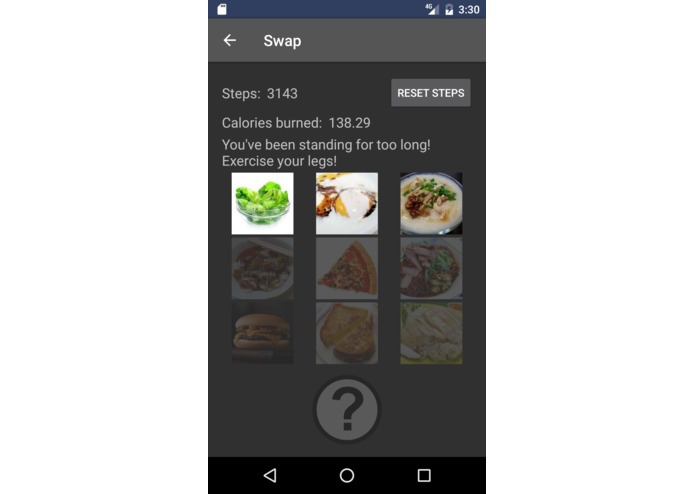 4G 3:30
Swap
Steps: 3143 RESET STEPS
Calories burned: 138.29
You've been standing for too long!
Exercise your legs!
?